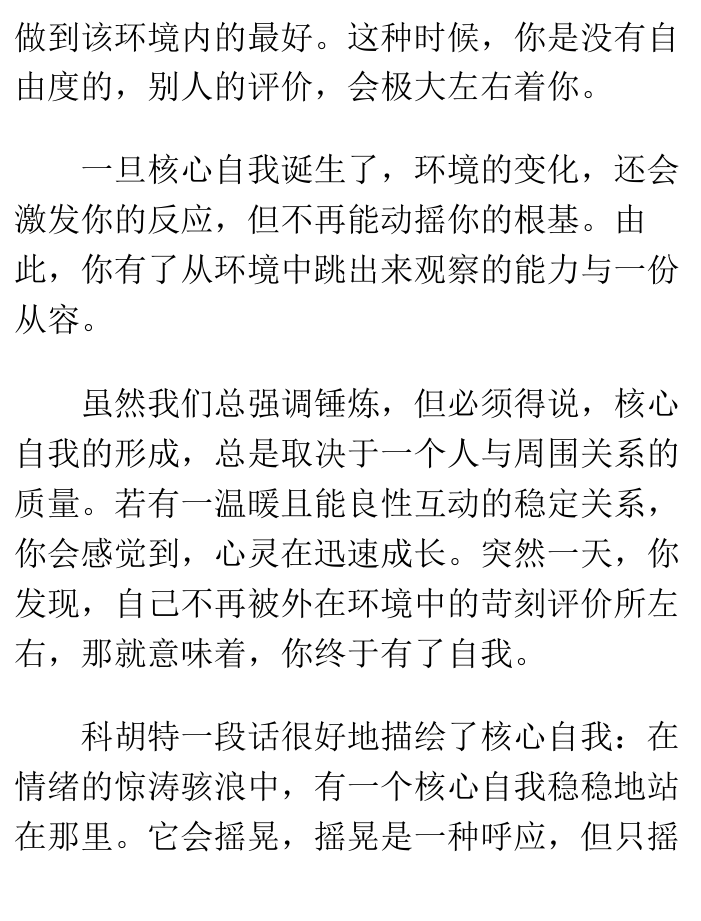 做到该环境内的最好。这种时候，你是没有自
由度的，别人的评价，会极大左右着你。
一旦核心自我诞生了，环境的变化，还会
激发你的反应，但不再能动摇你的根基。由
此，你有了从环境中跳出来观察的能力与一份
从容。
虽然我们总强调锤炼，但必须得说，核心
自我的形成，总是取决于一个人与周围关系的
质量。若有一温暖且能良性互动的稳定关系，
你会感觉到，心灵在迅速成长。突然一天，你
发现，自己不再被外在环境中的苛刻评价所左
右，那就意味着，你终于有了自我。
科胡特一段话很好地描绘了核心自我：在
情绪的惊涛骇浪中，有一个核心自我稳稳地站
在那里。它会摇晃，摇晃是一种呼应，但只摇